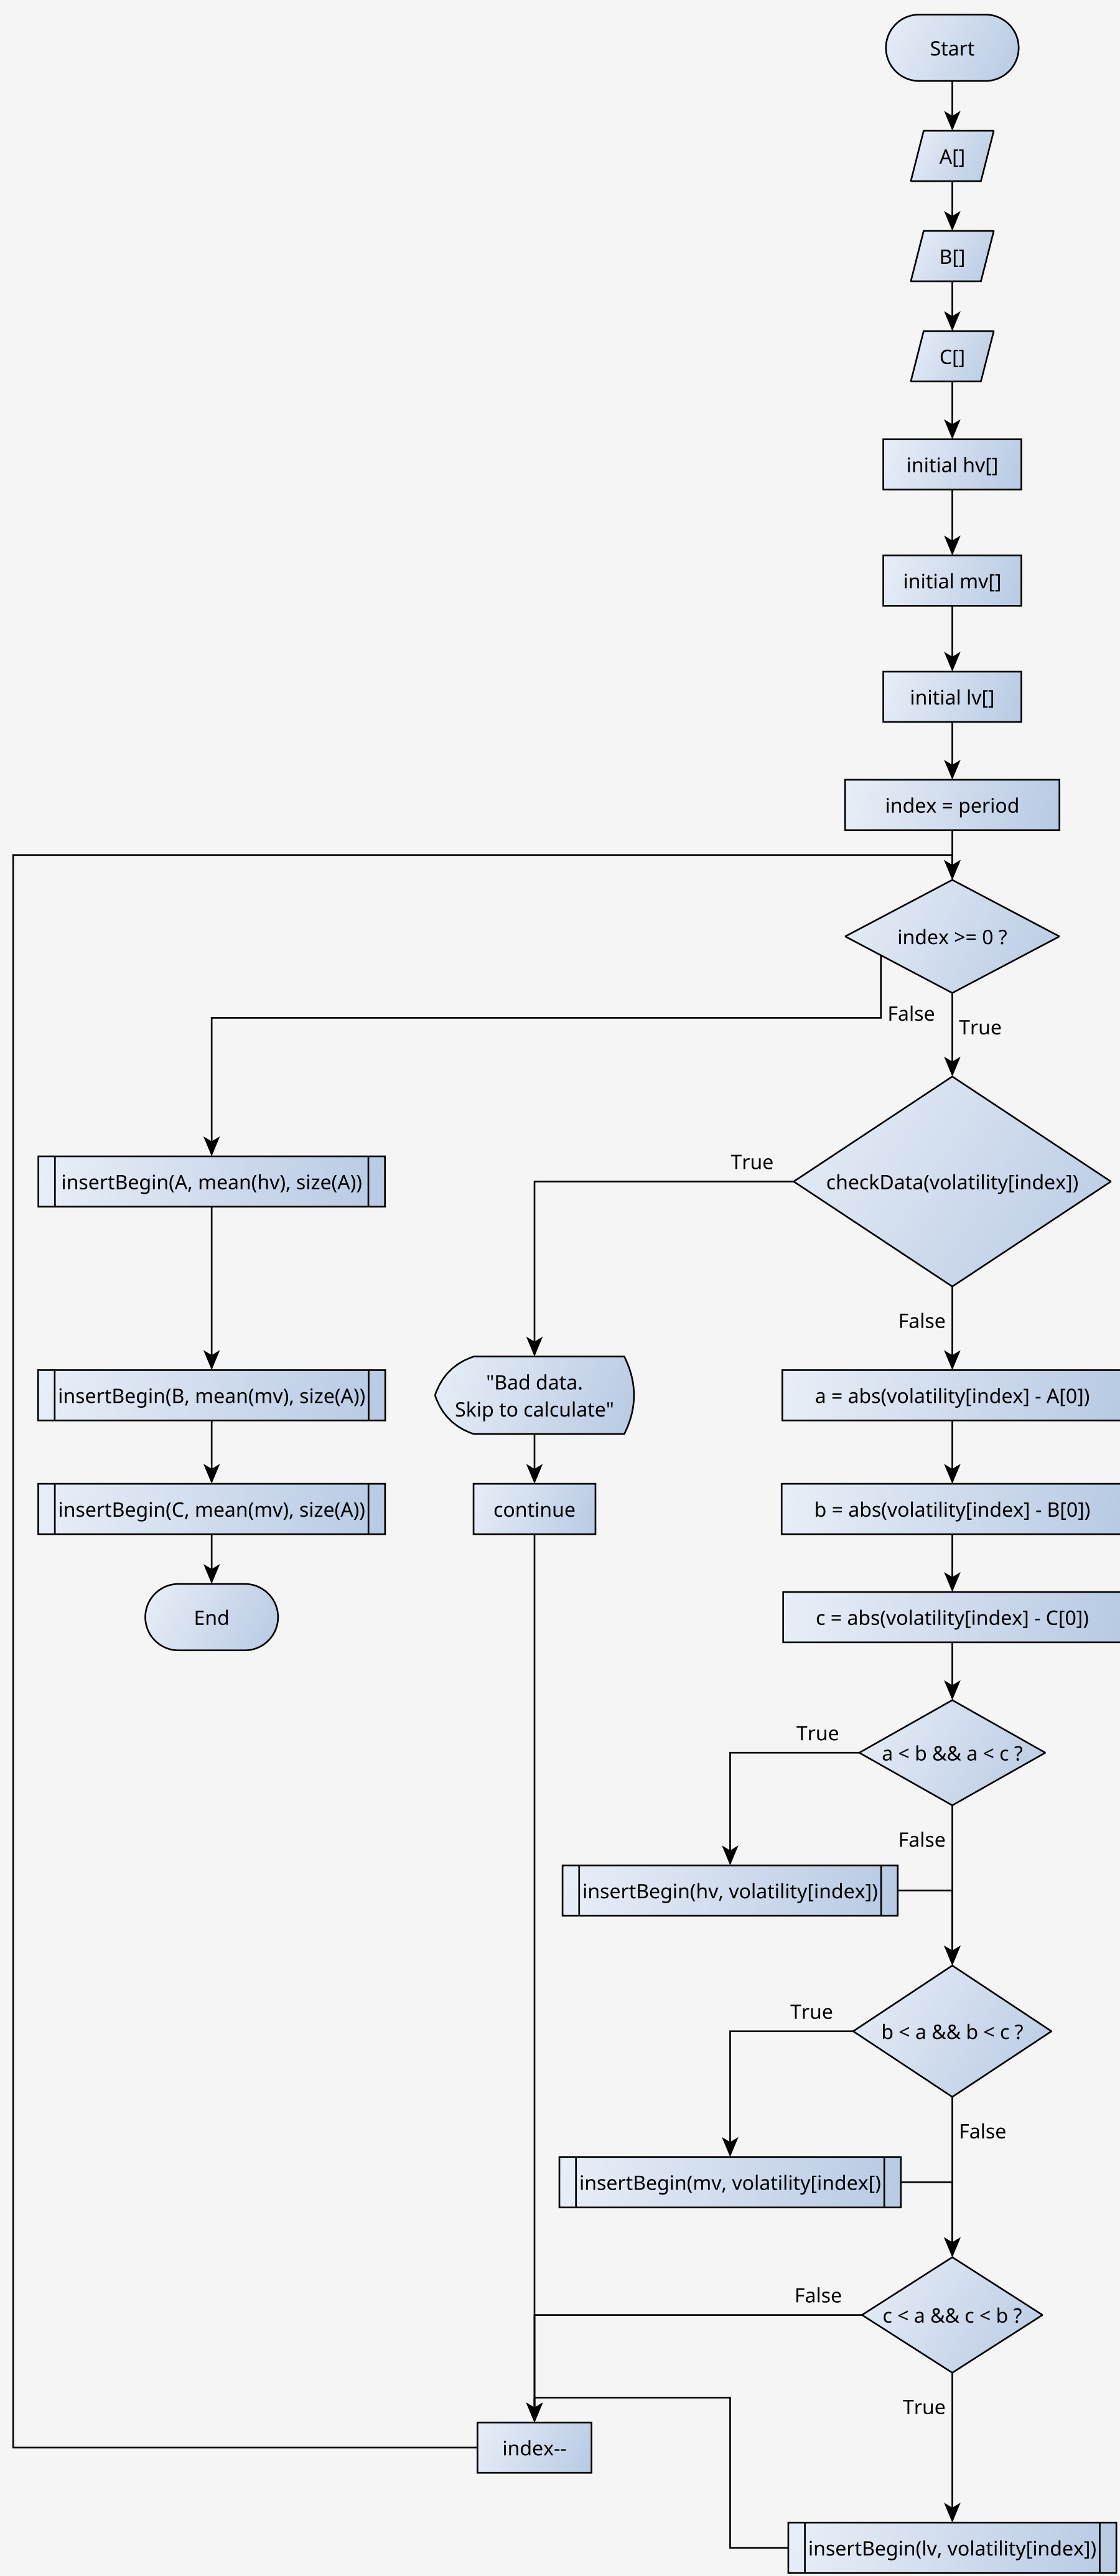 Start
A[]
B[]
C[]
initial hv[]
initial mv[]
initial lv[]
index = period
index >= 0 ?
False
True
insertBegin(A, mean(hv), size(A))
True
checkData(volatility[index])
False
"Bad data.
Skip to calculate"
a = abs(volatility[index] - A[0])
insertBegin(B, mean(mv), size(A))
insertBegin(C, mean(mv), size(A))
continue
b = abs(volatility[index] - B[0])
End
c = abs(volatility[index] - C[0])
True
a < b && a < c ?
False
insertBegin(hv, volatility[index])
True
b < a && b < c ?
False
insertBegin(mv, volatility[index[)
False
c < a && c < b ?
True
index--
insertBegin(lv, volatility[index])